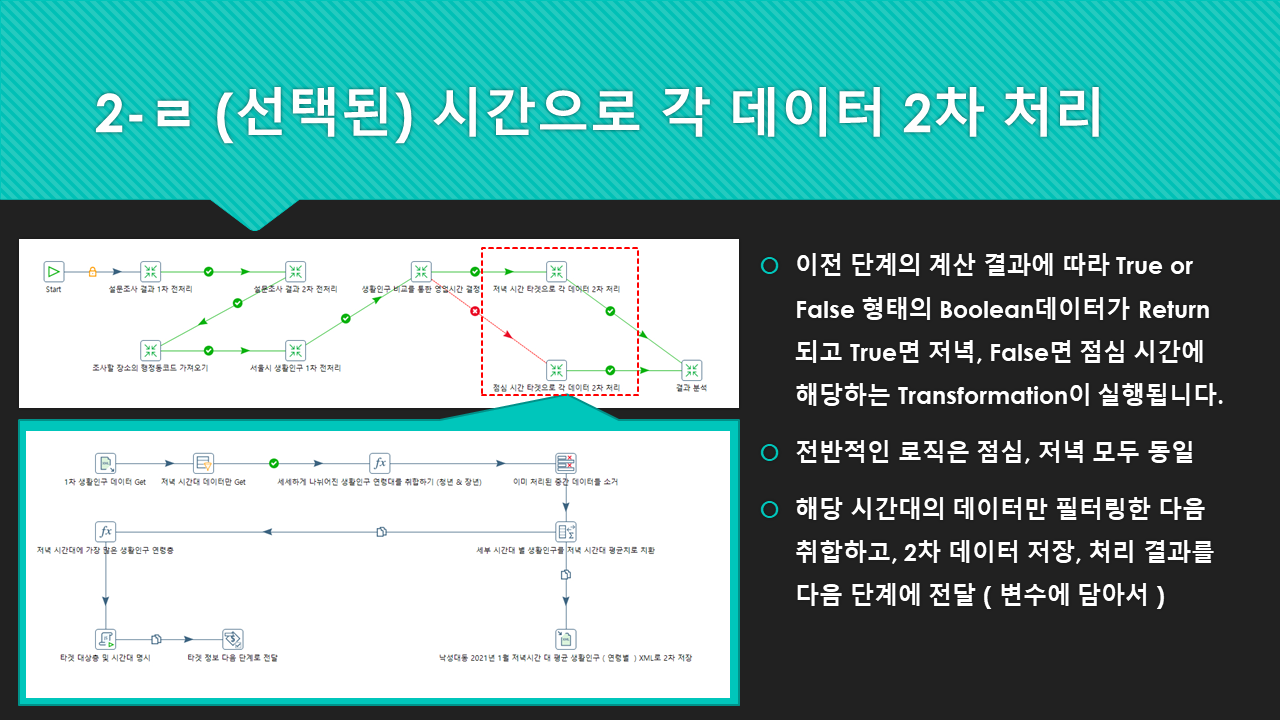 2-ㄹ (선택된) 시간으로 각 데이터 2차 처리
Start
설문조사 결과 1차 전처리
설문조사 결과 2차 전처리
생활인구 비교를 통한 영업시간 결정
저녁 시간 타겟으로 각 데이터 2차 처리
조사할 장소의 행정동코드 가져오기
서울시 생활인구 1차 전처리
점심 시간 타겟으로 각 데이터 2차 처리
결과 분석
1차 생활인구 데이터 Get
저녁 시간대 데이터만 Get
세세하게 나뉘어진 생활인구 연령대를 취합하기 (청년 & 장년)
이미 처리된 중간 데이터들 소거
저녁 시간대에 가장 많은 생활인구 연령층
세부 시간대 별 생활인구를 저녁 시간대 평균치로 치환
타겟 대상층 및 시간대 명시
타겟 정보 다음 단계로 전달
낙성대동 2021년 1월 저녁시간 대 평균 생활인구 ( 연령별 ) XML로 2차 저장
이전 단계의 계산 결과에 따라 True or
False 형태의 Boolean데이터가 Return
되고 True면 저녁, False면 점심 시간에
해당하는 Transformation이 실행됩니다.
전반적인 로직은 점심, 저녁 모두 동일
해당 시간대의 데이터만 필터링한 다음
취합하고, 2차 데이터 저장, 처리 결과를
다음 단계에 전달 ( 변수에 담아서 )